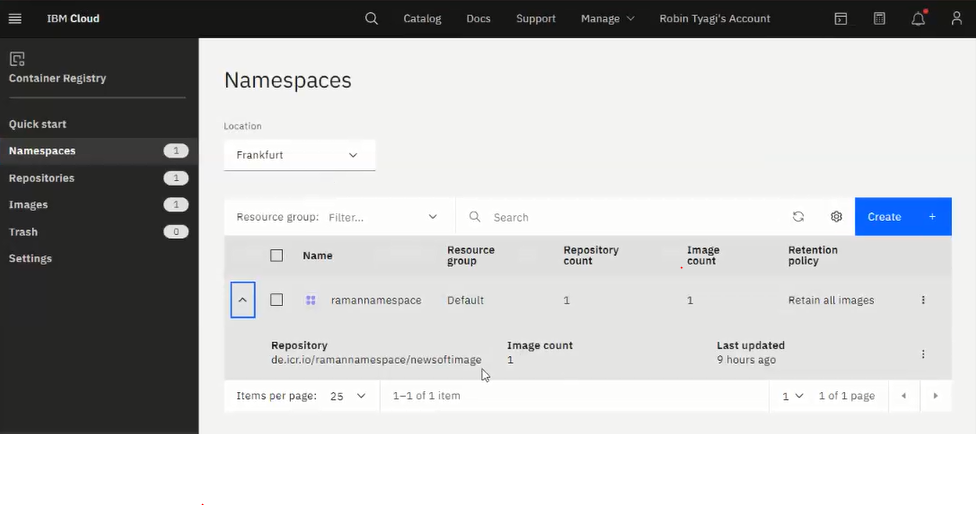 IBM Cloud
Catalog
Docs
Support
Manage
Robin Tyagi's Account
Container Registry
Quick start
Namespaces 1
Repositories 1
Images 1
Trash 0
Settings
Namespaces
Location
Frankfurt
Resource group: Filter...
Search
Create +
Name
Resource group
Repository count
Image count
Retention policy
ramannamespace Default 1 1 Retain all images
Repository Image count Last updated
de.icr.io/ramannamespace/newsoftimage 1 9 hours ago
Items per page: 25 1–1 of 1 item 1 1 of 1 page